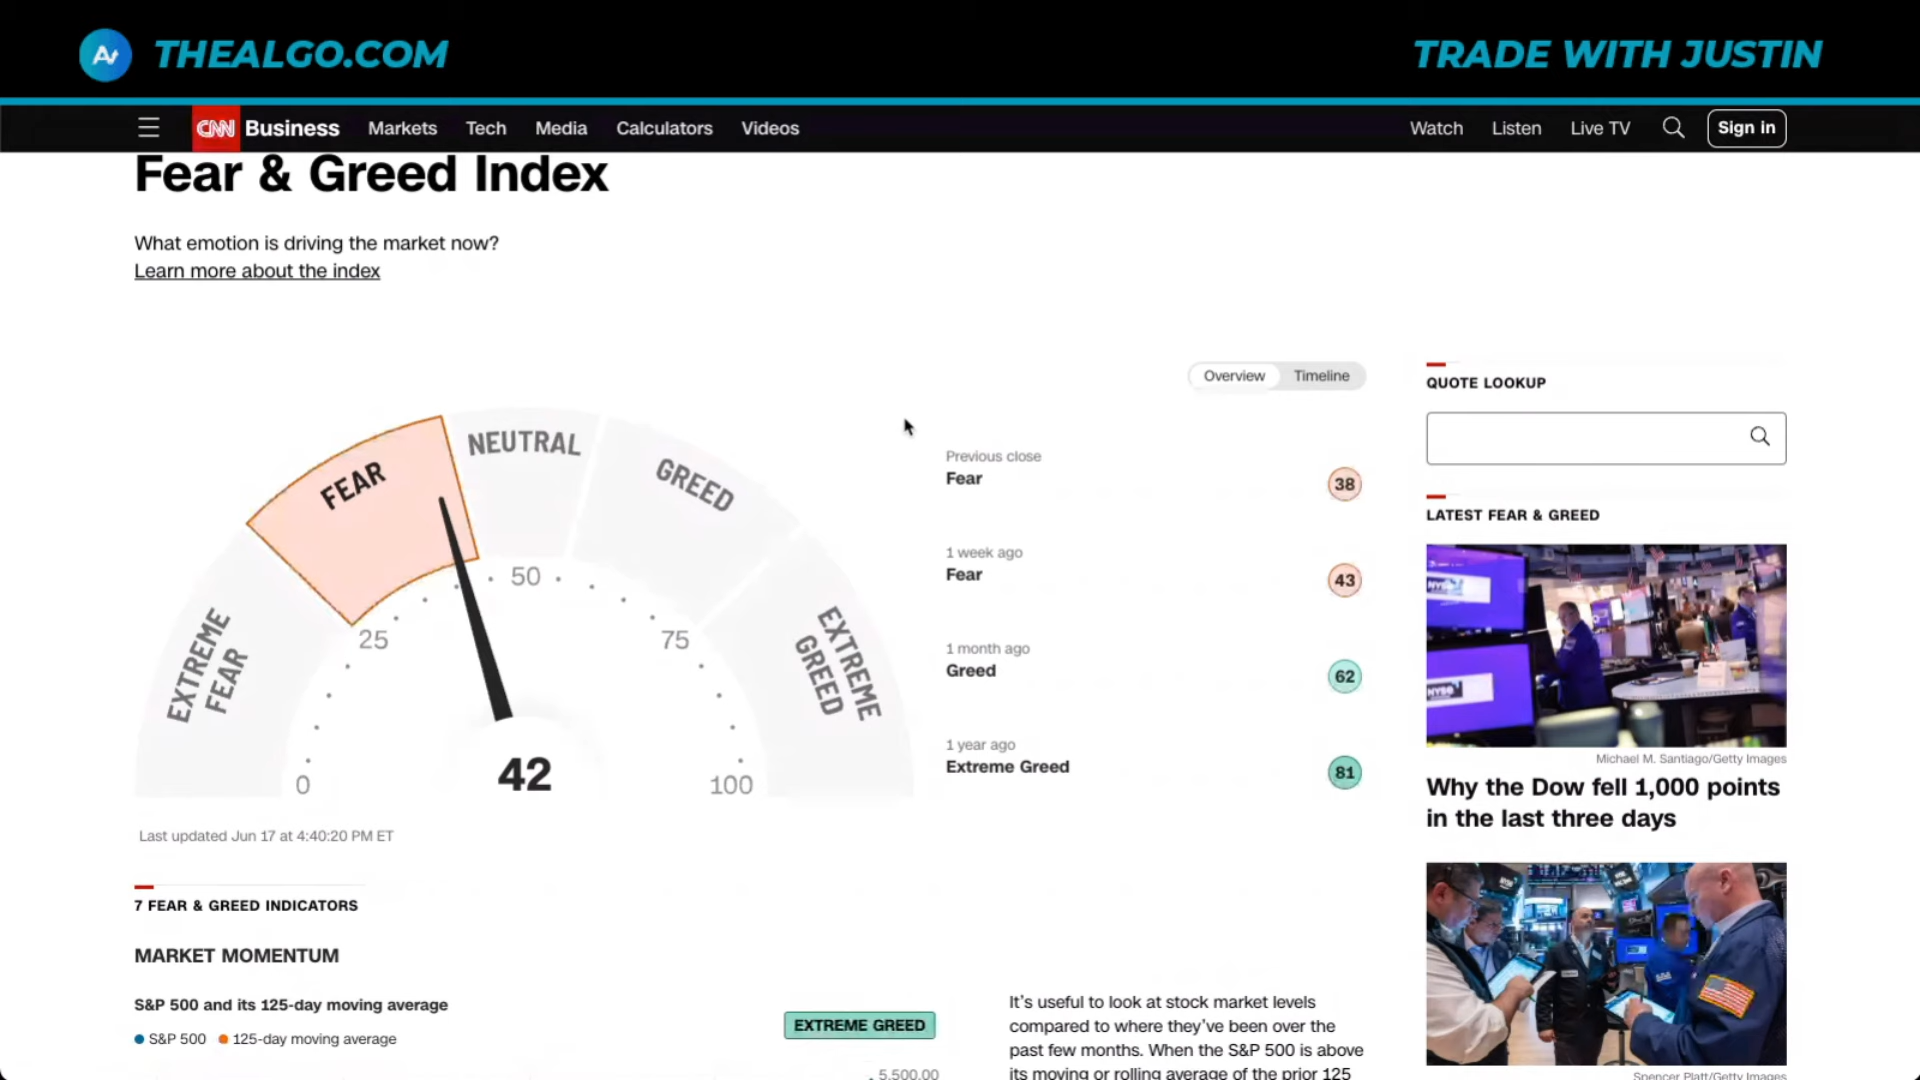 THEALGO.COM
TRADE WITH JUSTIN
CNN Business Markets Tech Media Calculators Videos
Watch Listen Live TV Sign in
Fear & Greed Index
What emotion is driving the market now?
Learn more about the index
Overview Timeline
EXTREME FEAR
FEAR
NEUTRAL
GREED
EXTREME GREED
0
25
50
75
100
42
Last updated Jun 17 at 4:40:20 PM ET
Previous close
Fear 38
1 week ago
Fear 43
1 month ago
Greed 62
1 year ago
Extreme Greed 81
7 FEAR & GREED INDICATORS
MARKET MOMENTUM
S&P 500 and its 125-day moving average
S&P 500 125-day moving average
EXTREME GREED
5,500.00
It's useful to look at stock market levels
compared to where they've been over the
past few months. When the S&P 500 is above
its moving or rolling average of the prior 125
QUOTE LOOKUP
LATEST FEAR & GREED
Michael M. Santiago/Getty Images
Why the Dow fell 1,000 points
in the last three days
Spencer Platt/Getty Images